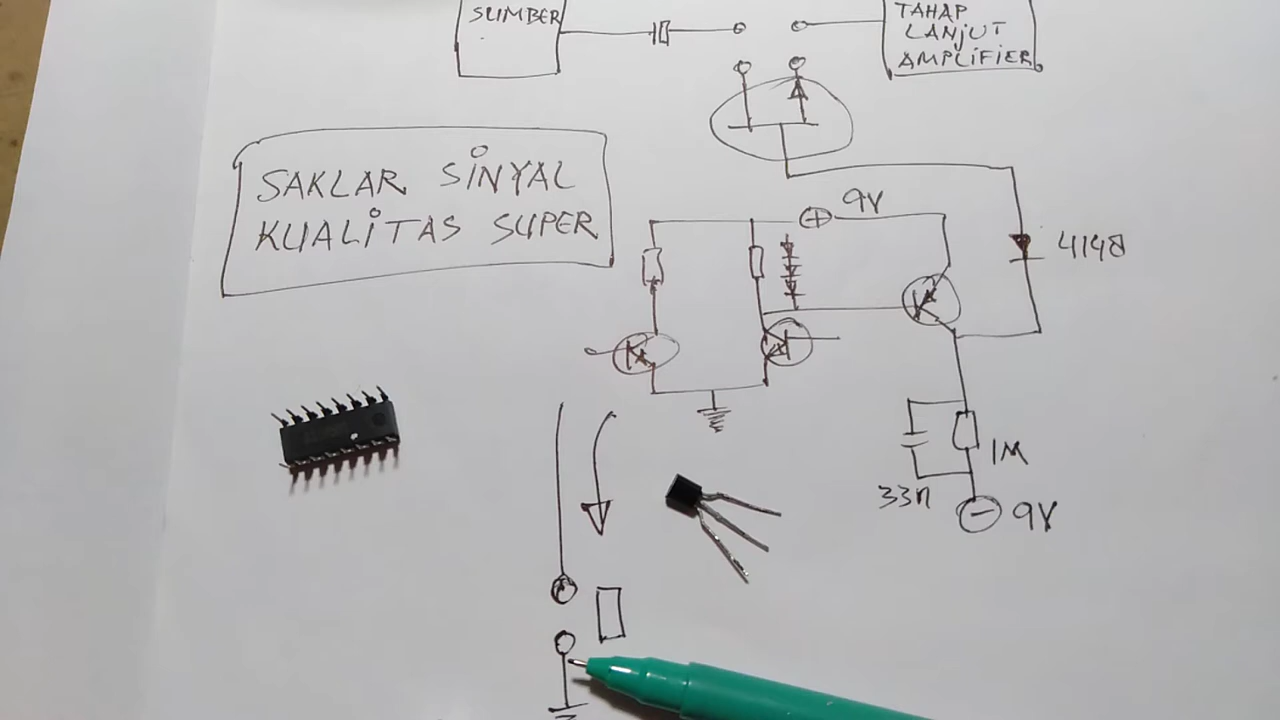 SUMBER
TAHAP
LANJUT
AMPLIFIER
SAKLAR SINYAL
KUALITAS SUPER
9V
4148
1M
33n
9V